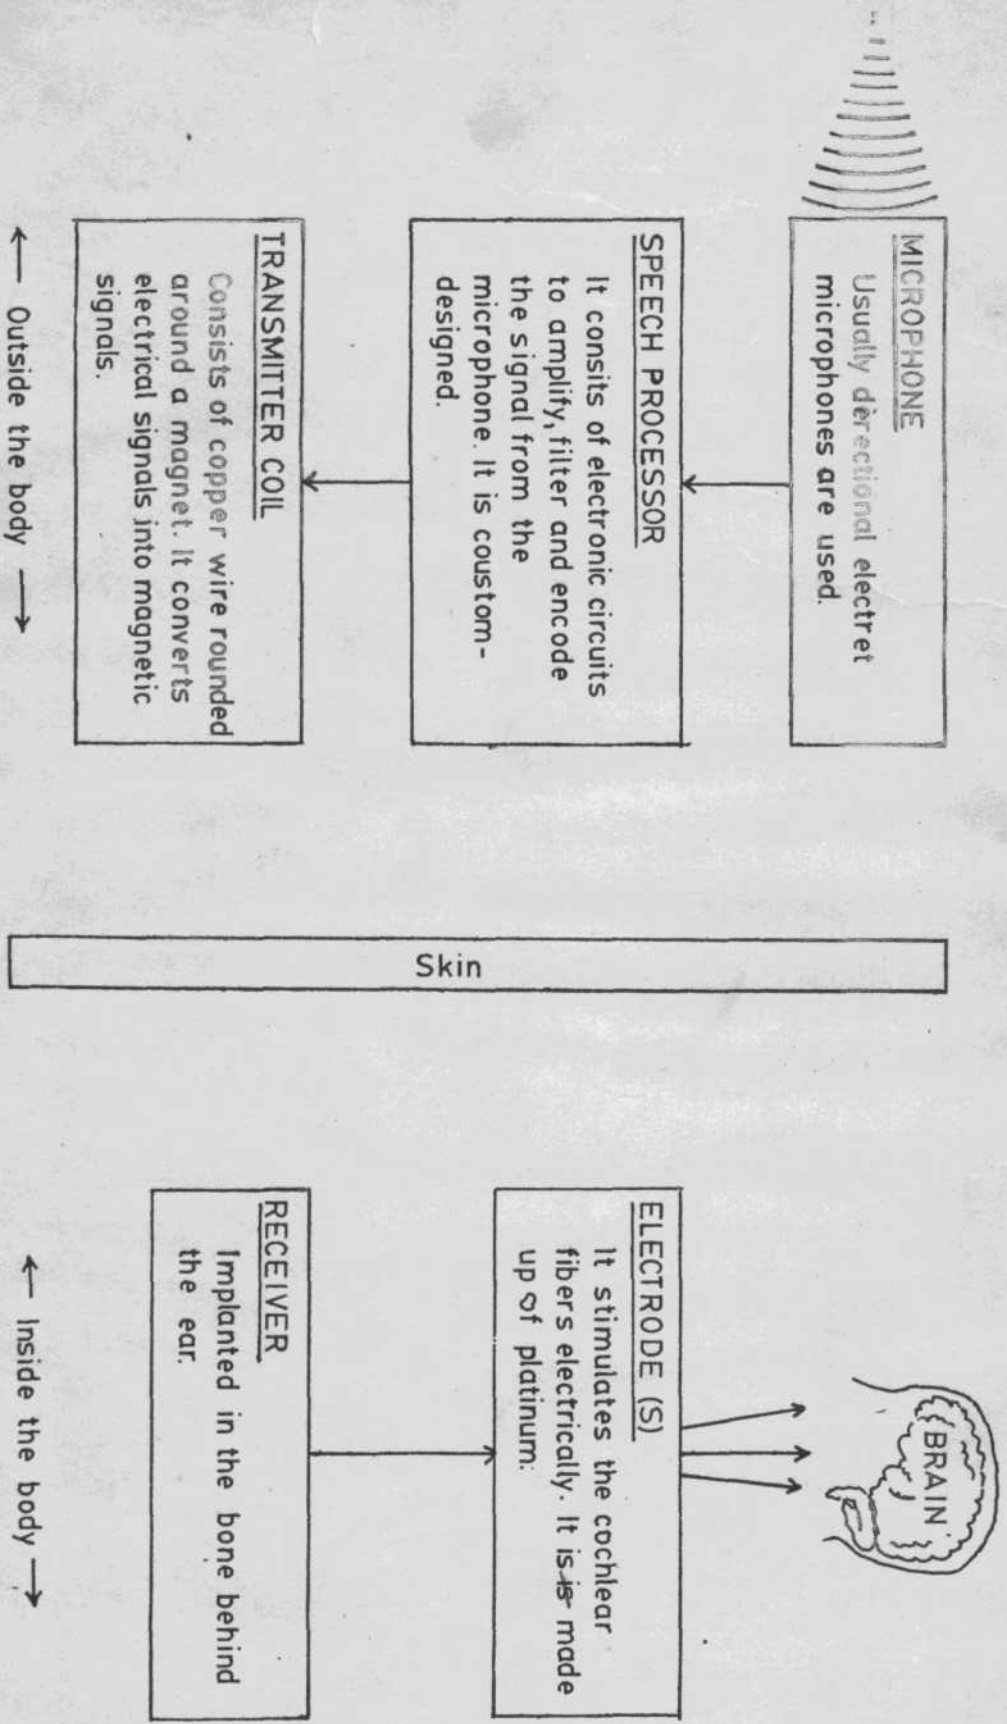 MICROPHONE
Usually derectional electret
microphones are used.
SPEECH PROCESSOR
It consits of electronic circuits
to amplify, filter and encode
the signal from the
microphone. It is coustom-
designed.
TRANSMITTER COIL
Consists of copper wire rounded
around a magnet. It converts
electrical signals into magnetic
signals.
← Outside the body →
Skin
BRAIN
ELECTRODE (S)
It stimulates the cochlear
fibers electrically. It is is made
up of platinum.
RECEIVER
Implanted in the bone behind
the ear.
← Inside the body →